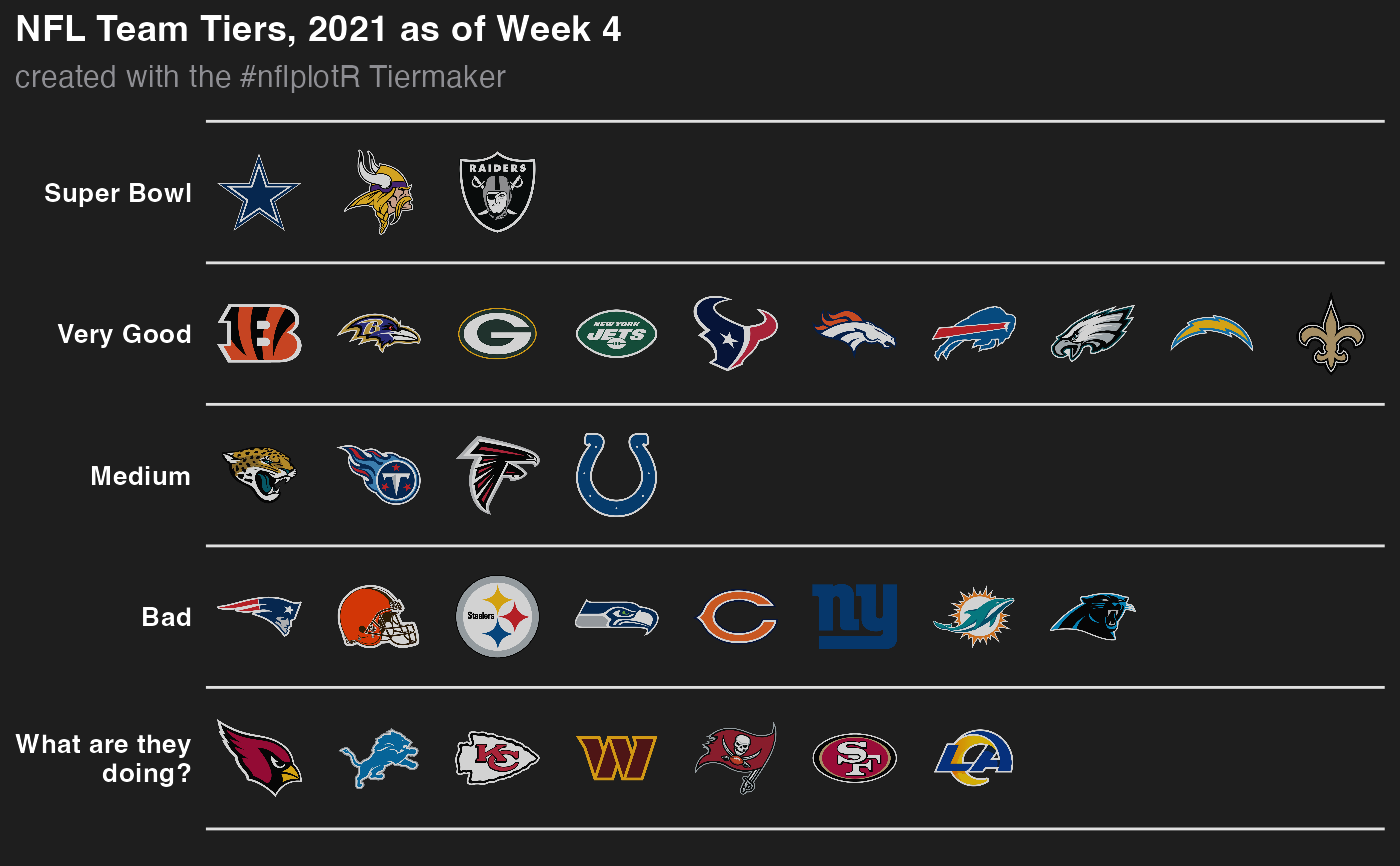 NFL Team Tiers, 2021 as of Week 4
created with the #nflplotR Tiermaker
Super Bowl
RAIDERS
Very Good
NEW YORK
JETS
Medium
T
Bad
Steelers
ny
What are they
doing?
KC
W
SF
LA